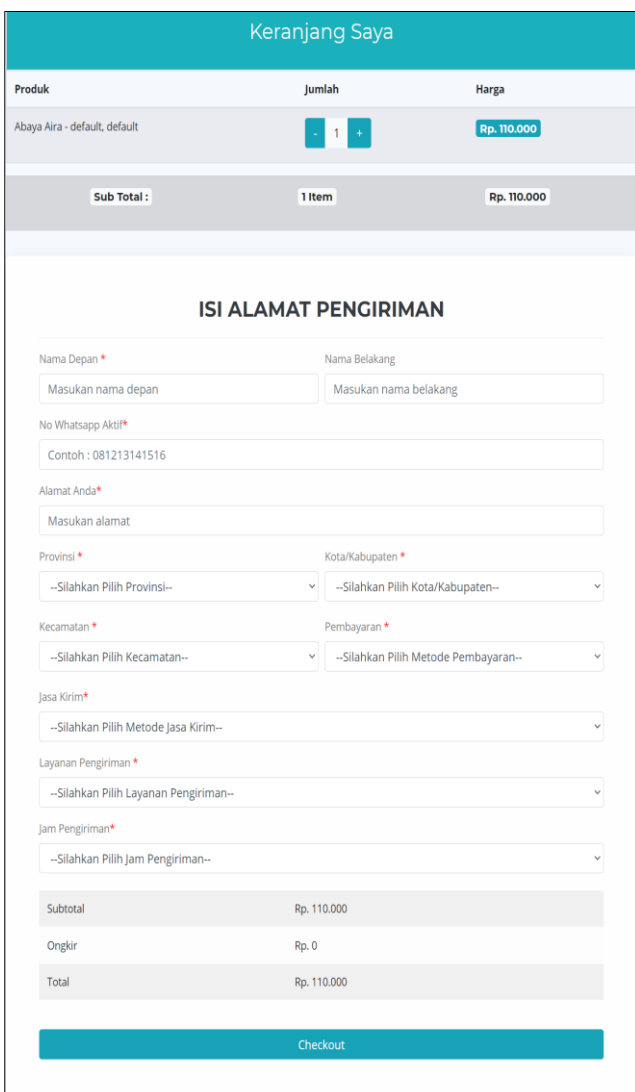 Keranjang Saya
Produk Jumlah Harga
Abaya Aira - default, default - 1 + Rp. 110.000
Sub Total : 1 Item Rp. 110.000
ISI ALAMAT PENGIRIMAN
Nama Depan * Nama Belakang
Masukan nama depan Masukan nama belakang
No Whatsapp Aktif*
Contoh : 081213141516
Alamat Anda*
Masukan alamat
Provinsi * Kota/Kabupaten *
--Silahkan Pilih Provinsi-- --Silahkan Pilih Kota/Kabupaten--
Kecamatan * Pembayaran *
--Silahkan Pilih Kecamatan-- --Silahkan Pilih Metode Pembayaran--
Jasa Kirim*
--Silahkan Pilih Metode Jasa Kirim--
Layanan Pengiriman *
--Silahkan Pilih Layanan Pengiriman--
Jam Pengiriman*
--Silahkan Pilih Jam Pengiriman--
Subtotal Rp. 110.000
Ongkir Rp. 0
Total Rp. 110.000
Checkout